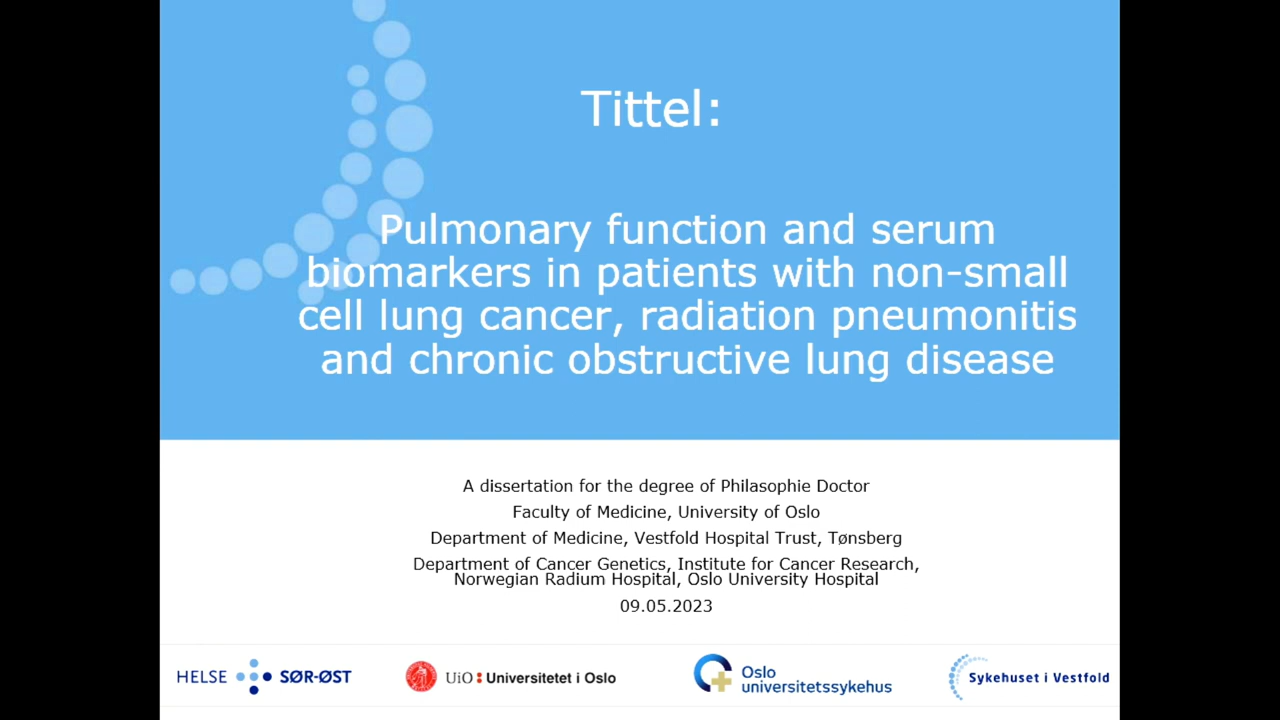 Tittel:
Pulmonary function and serum
biomarkers in patients with non-small
cell lung cancer, radiation pneumonitis
and chronic obstructive lung disease
A dissertation for the degree of Philasophie Doctor
Faculty of Medicine, University of Oslo
Department of Medicine, Vestfold Hospital Trust, Tønsberg
Department of Cancer Genetics, Institute for Cancer Research,
Norwegian Radium Hospital, Oslo University Hospital
09.05.2023
HELSE SØR-ØST
UiO: Universitetet i Oslo
Oslo
universitetssykehus
Sykehuset i Vestfold